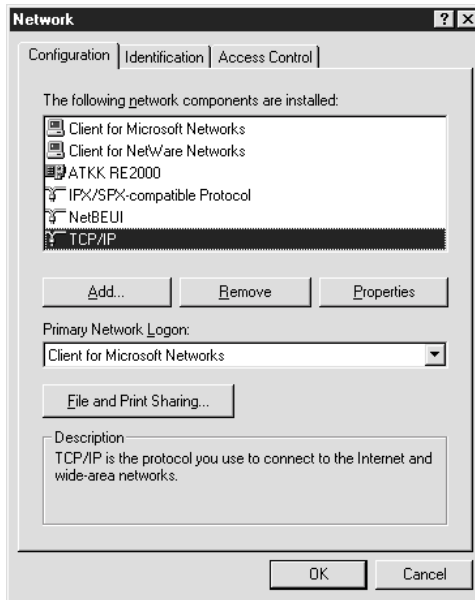 Network
Configuration Identification Access Control
The following network components are installed:
Client for Microsoft Networks
Client for NetWare Networks
ATKK RE2000
IPX/SPX-compatible Protocol
NetBEUI
TCP/IP
Add... Remove Properties
Primary Network Logon:
Client for Microsoft Networks
File and Print Sharing...
Description
TCP/IP is the protocol you use to connect to the Internet and
wide-area networks.
OK Cancel